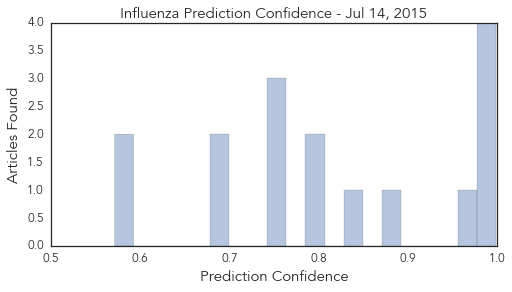 Influenza Prediction Confidence - Jul 14, 2015
Articles Found
4.0
3.5
3.0
2.5
2.0
1.5
1.0
0.5
0.0
0.5 0.6 0.7 0.8 0.9 1.0
Prediction Confidence